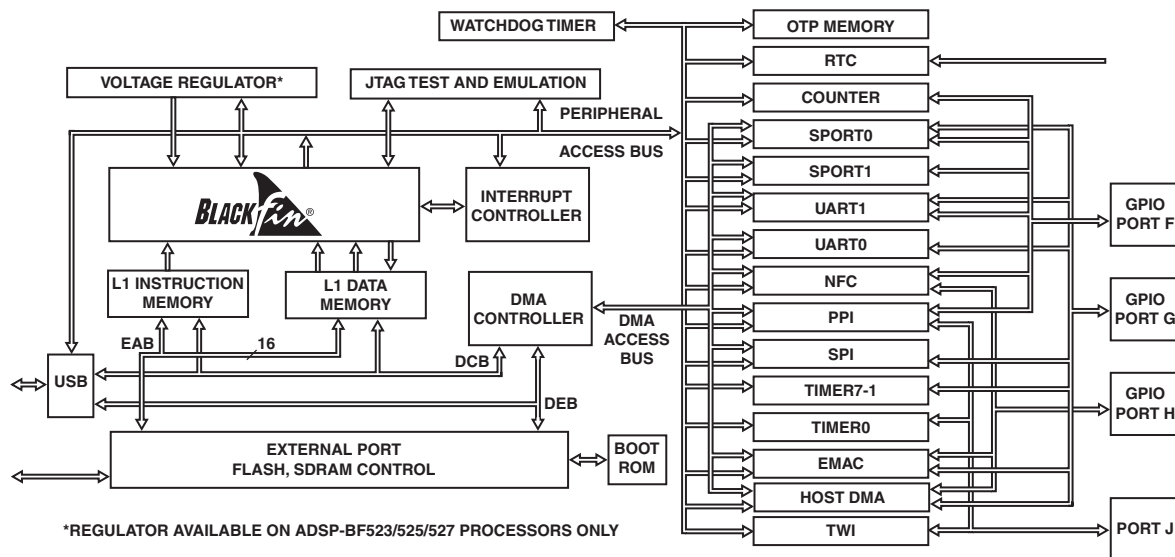 WATCHDOG TIMER
OTP MEMORY
RTC
VOLTAGE REGULATOR*
JTAG TEST AND EMULATION
COUNTER
PERIPHERAL
ACCESS BUS
SPORT0
SPORT1
BLACKfin®
INTERRUPT
CONTROLLER
UART1
GPIO
PORT F
UART0
L1 INSTRUCTION
MEMORY
L1 DATA
MEMORY
DMA
CONTROLLER
NFC
GPIO
PORT G
PPI
DMA
ACCESS
BUS
EAB
16
DCB
SPI
USB
TIMER7-1
GPIO
PORT H
DEB
TIMER0
EXTERNAL PORT
FLASH, SDRAM CONTROL
BOOT
ROM
EMAC
HOST DMA
*REGULATOR AVAILABLE ON ADSP-BF523/525/527 PROCESSORS ONLY
TWI
PORT J